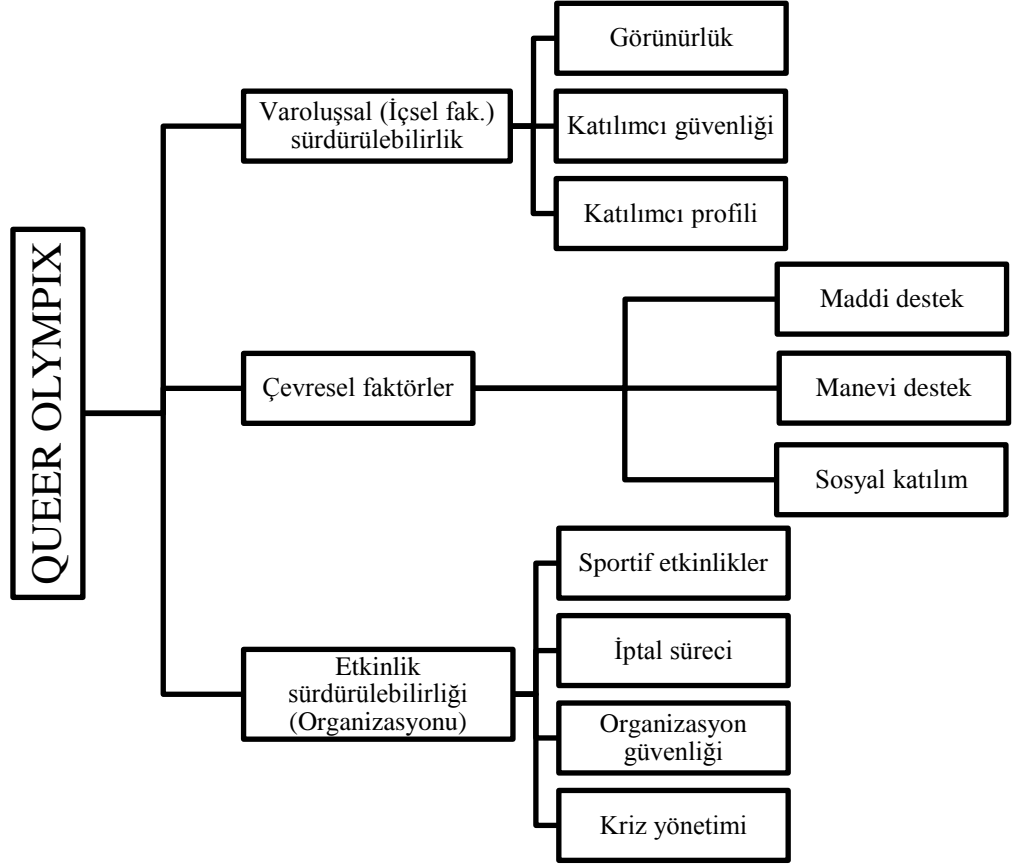 QUEER OLYMPIX
Varoluşsal (İçsel fak.)
sürdürülebilirlik
Görünürlük
Katılımcı güvenliği
Katılımcı profili
Çevresel faktörler
Maddi destek
Manevi destek
Sosyal katılım
Etkinlik
sürdürülebilirliği
(Organizasyonu)
Sportif etkinlikler
İptal süreci
Organizasyon
güvenliği
Kriz yönetimi